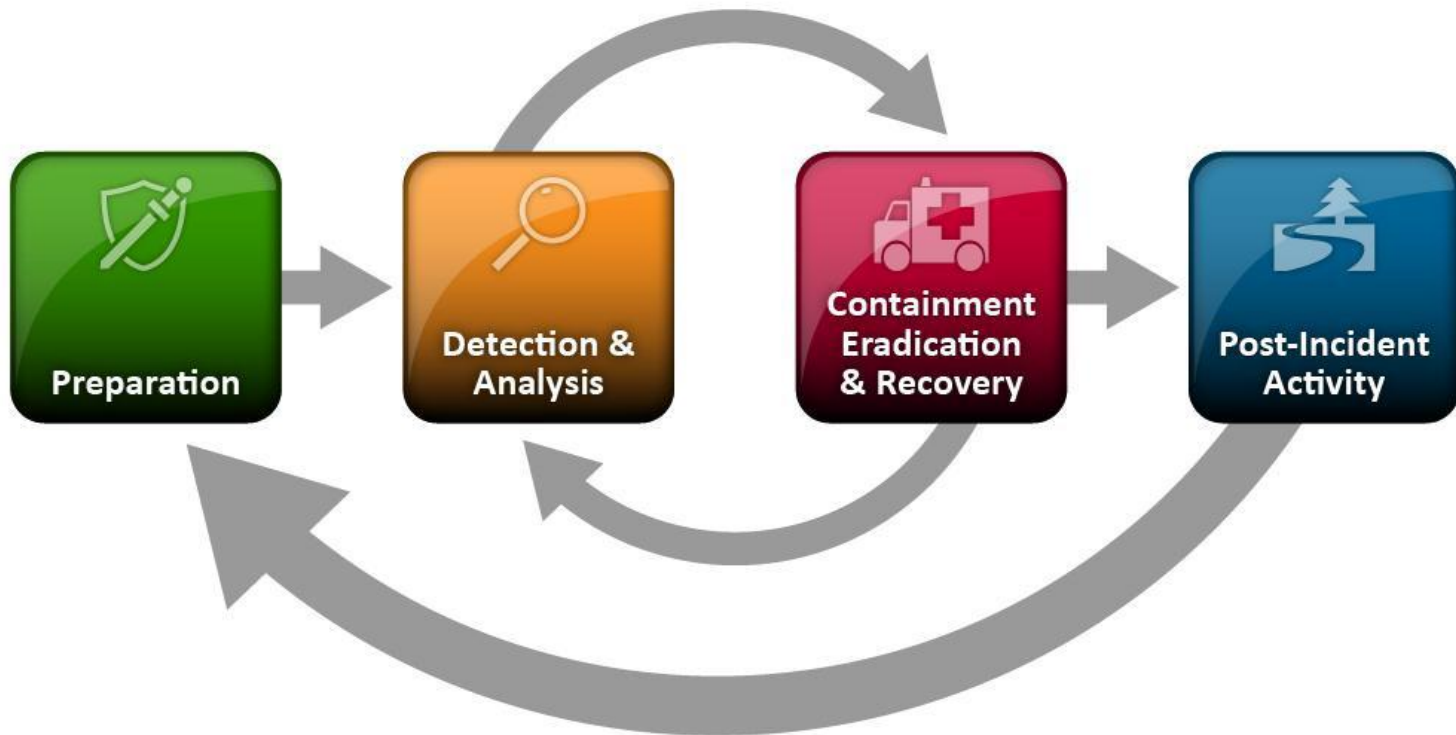 Preparation
Detection &
Analysis
Containment
Eradication
& Recovery
Post-Incident
Activity